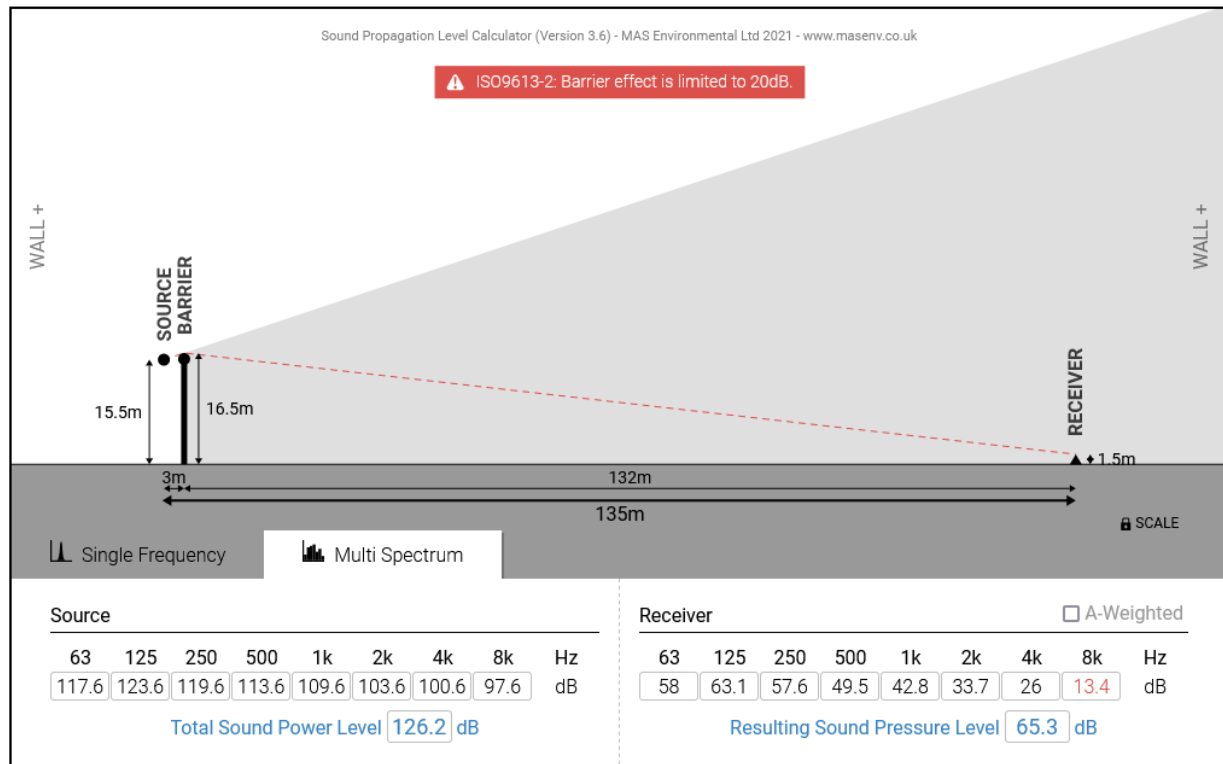 Sound Propagation Level Calculator (Version 3.6) - MAS Environmental Ltd 2021 - www.masenv.co.uk
ISO9613-2: Barrier effect is limited to 20dB.
WALL +
WALL +
SOURCE
BARRIER
RECEIVER
15.5m
16.5m
1.5m
3m
132m
135m
SCALE
Single Frequency
Multi Spectrum
Source
63 125 250 500 1k 2k 4k 8k Hz
117.6 123.6 119.6 113.6 109.6 103.6 100.6 97.6 dB
Total Sound Power Level 126.2 dB
Receiver
A-Weighted
63 125 250 500 1k 2k 4k 8k Hz
58 63.1 57.6 49.5 42.8 33.7 26 13.4 dB
Resulting Sound Pressure Level 65.3 dB